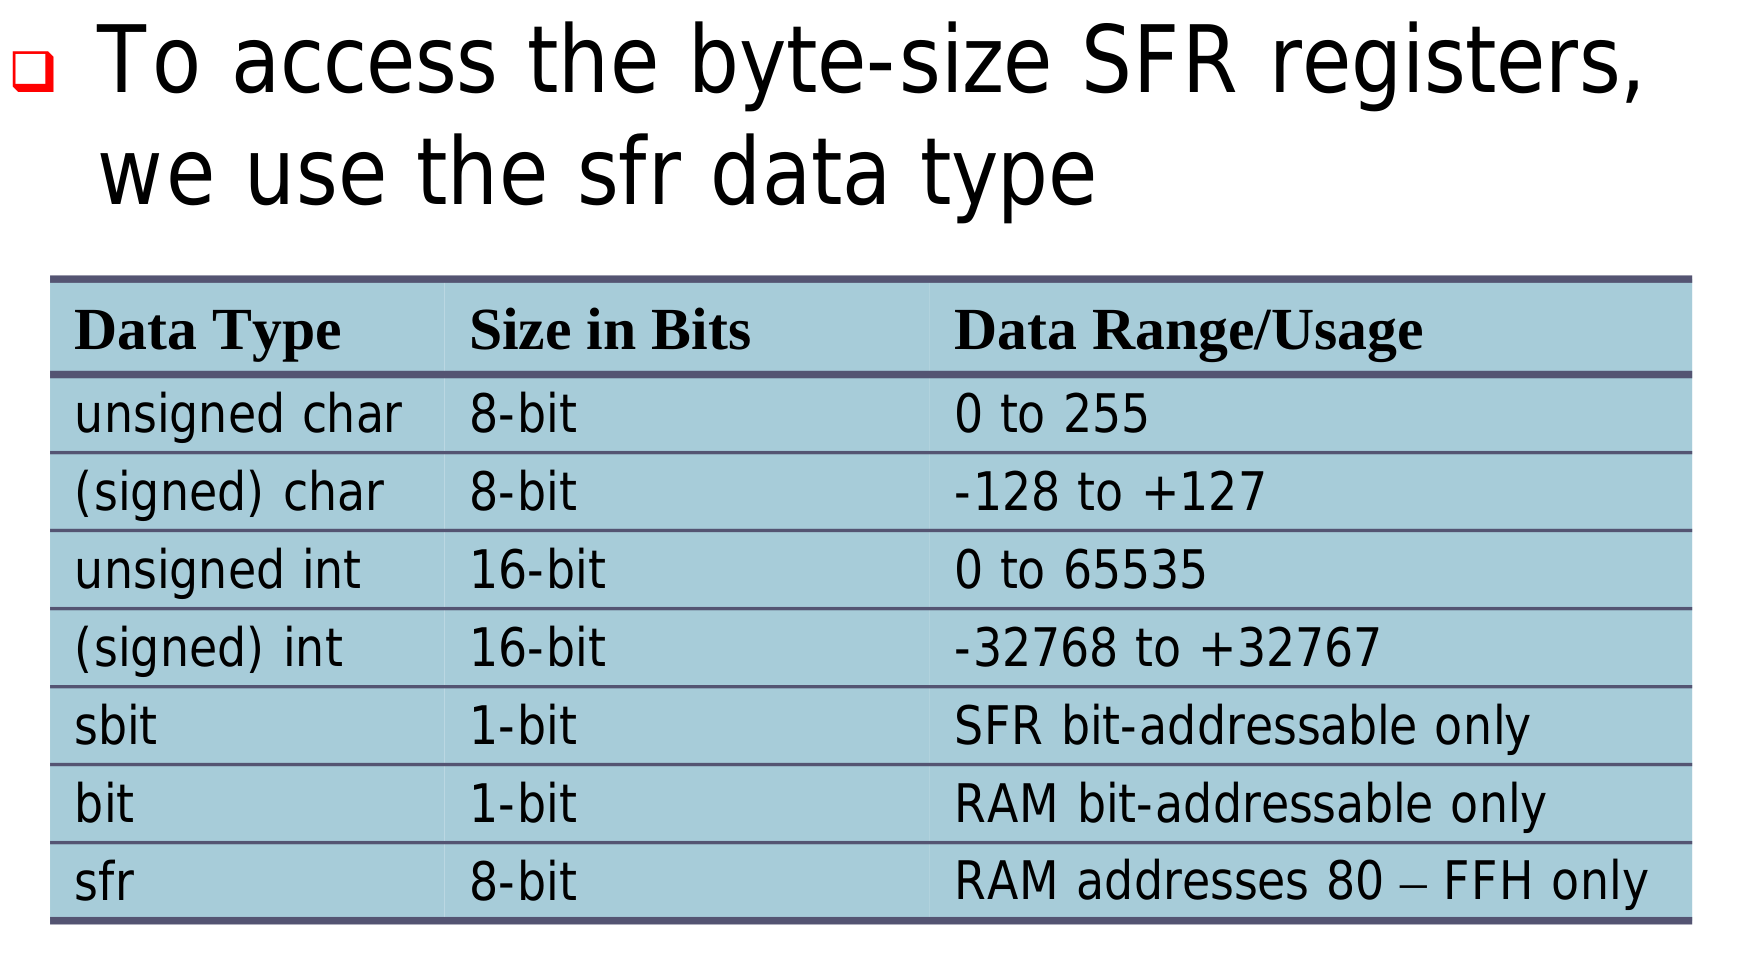 To access the byte-size SFR registers,
we use the sfr data type
Data Type Size in Bits Data Range/Usage
unsigned char 8-bit 0 to 255
(signed) char 8-bit -128 to +127
unsigned int 16-bit 0 to 65535
(signed) int 16-bit -32768 to +32767
sbit 1-bit SFR bit-addressable only
bit 1-bit RAM bit-addressable only
sfr 8-bit RAM addresses 80 – FFH only